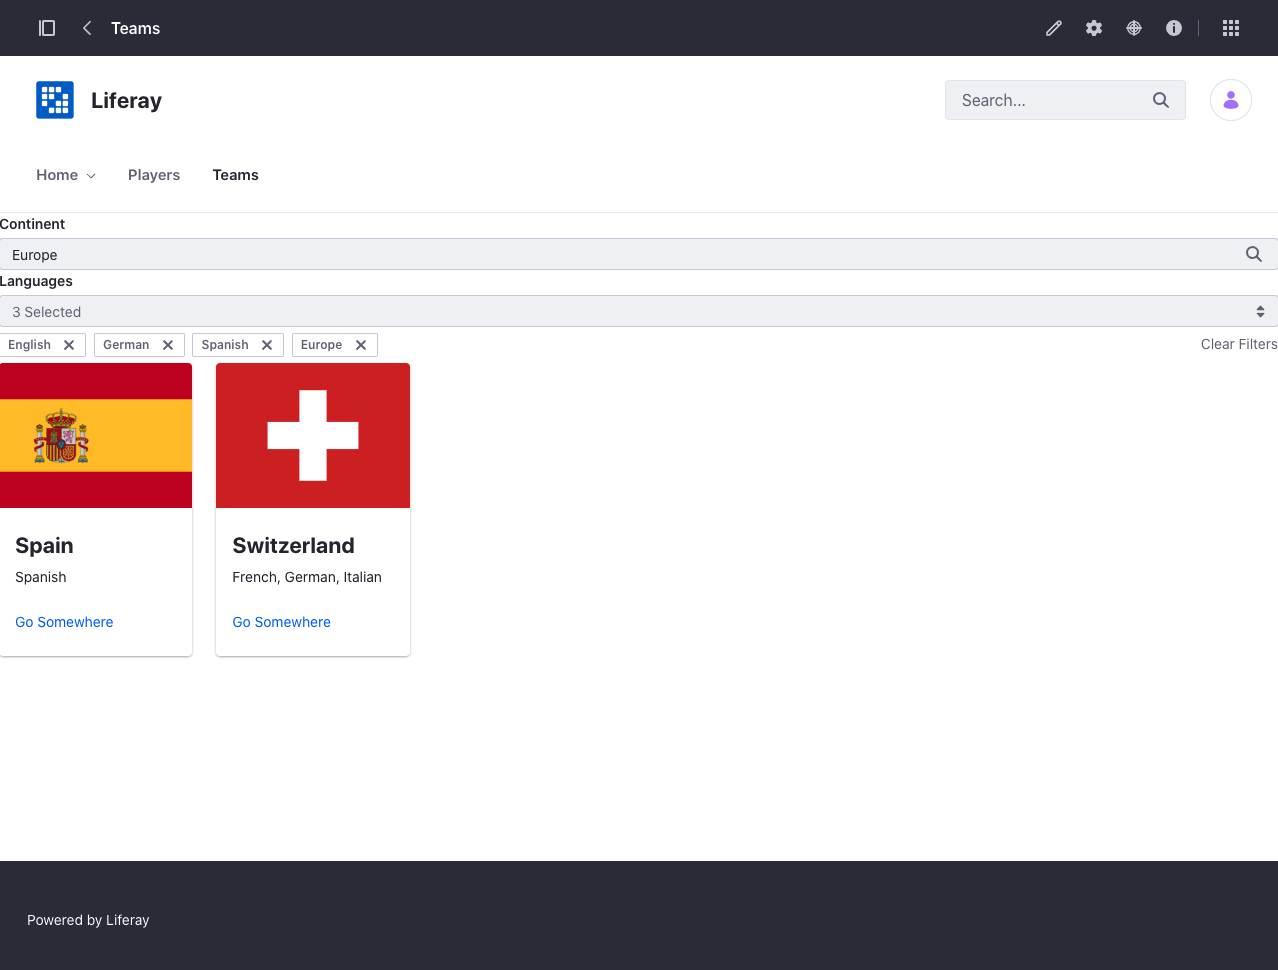 Teams
Liferay
Search...
Home Players Teams
Continent
Europe
Languages
3 Selected
English German Spanish Europe Clear Filters
Spain
Spanish
Go Somewhere
Switzerland
French, German, Italian
Go Somewhere
Powered by Liferay